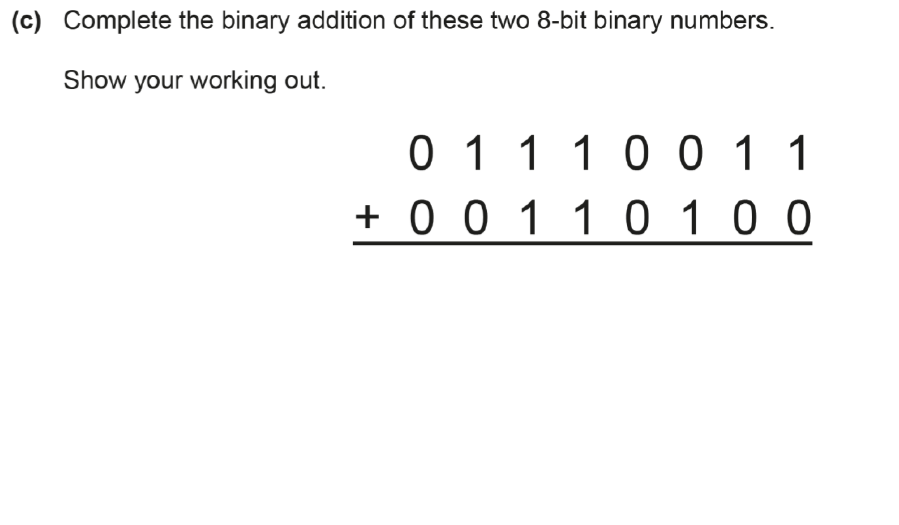 (c) Complete the binary addition of these two 8-bit binary numbers.
Show your working out.
0 1 1 1 0 0 1 1
+ 0 0 1 1 0 1 0 0